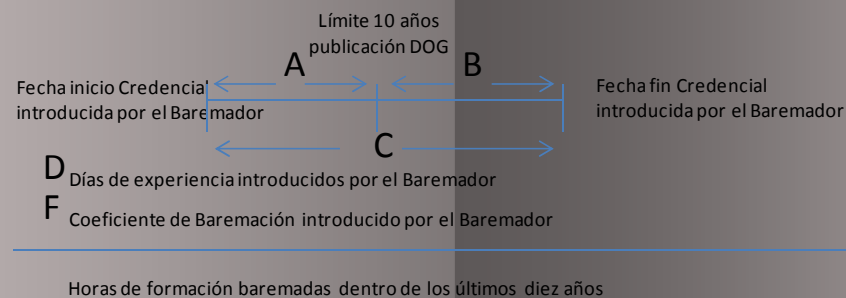 Límite 10 años
publicación DOG
A
B
Fecha inicio Credencial
introducida por el Baremador
Fecha fin Credencial
introducida por el Baremador
C
D Días de experiencia introducidos por el Baremador
F Coeficiente de Baremación introducido por el Baremador
Horas de formación baremadas dentro de los últimos diez años